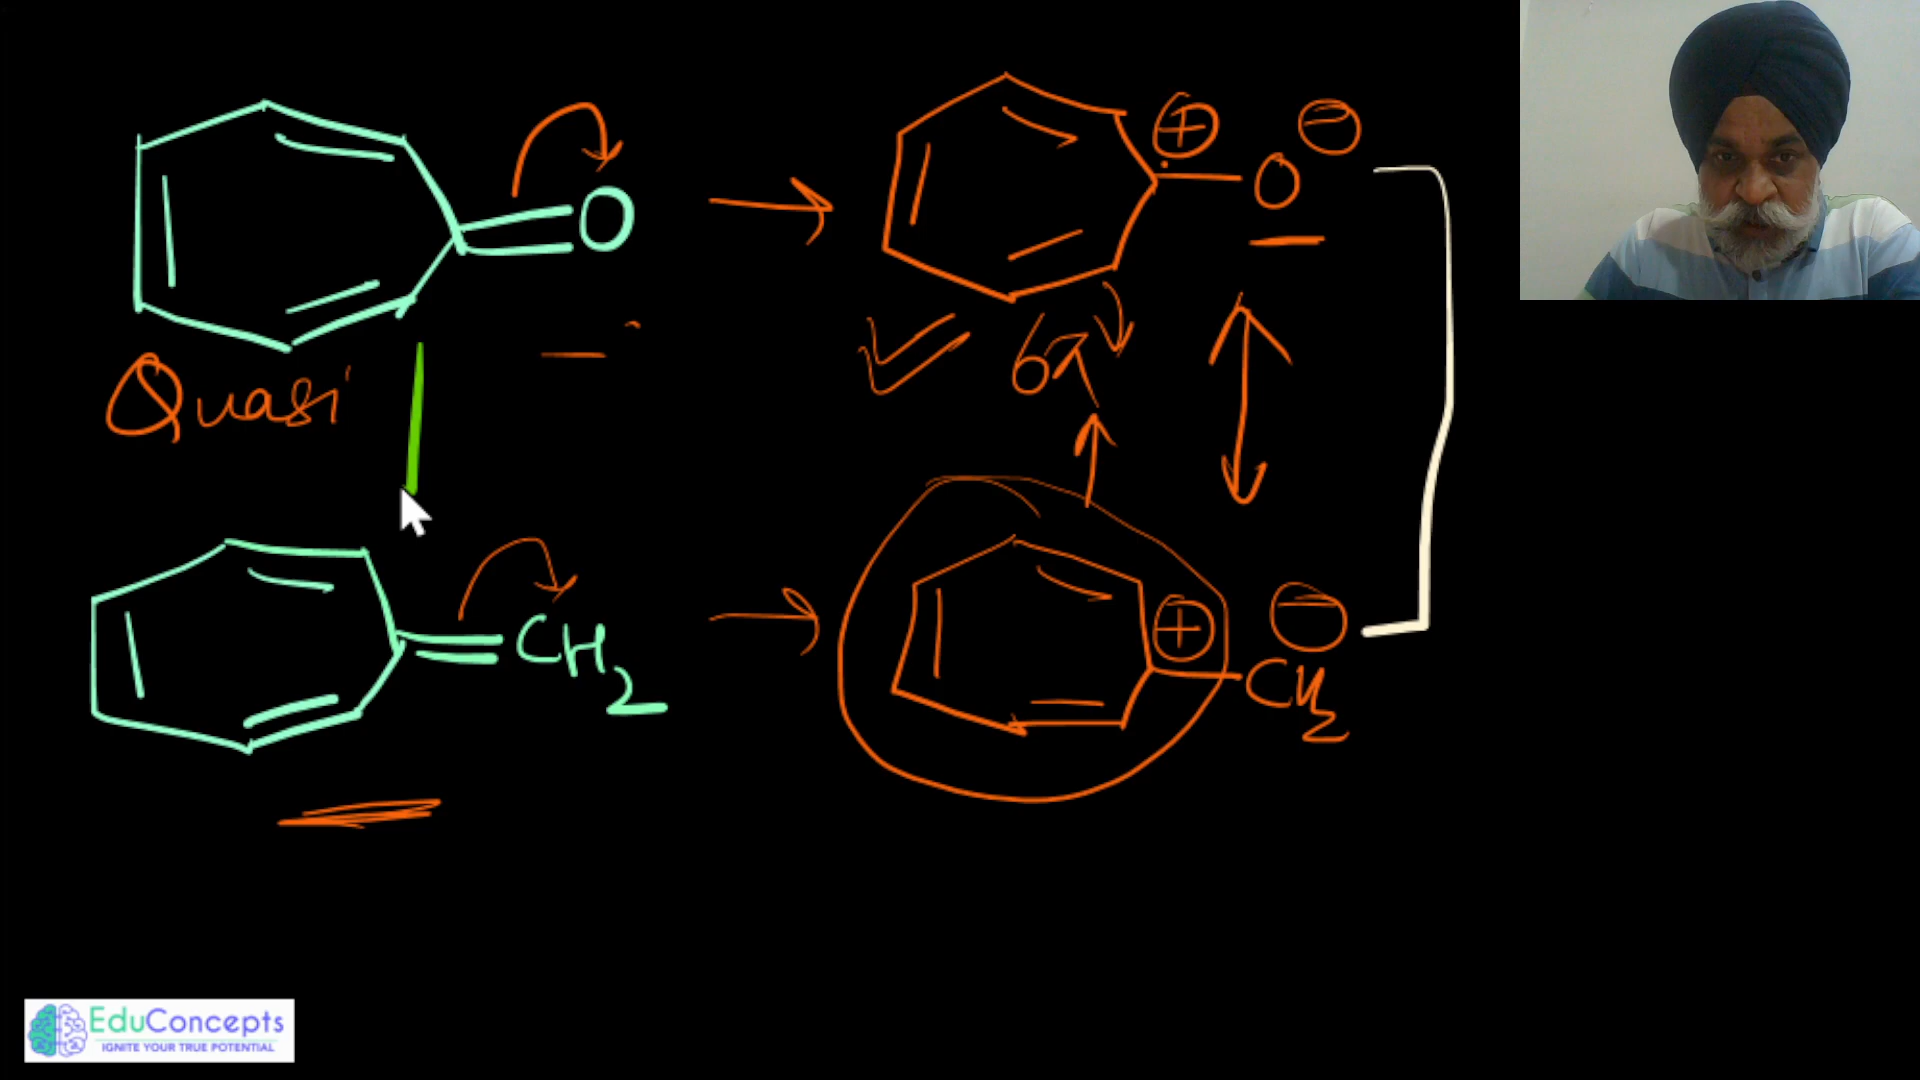 ⊕ ⊖
O O
6π
Quasi
⊕ ⊖
CH2 CH2
EduConcepts
IGNITE YOUR TRUE POTENTIAL